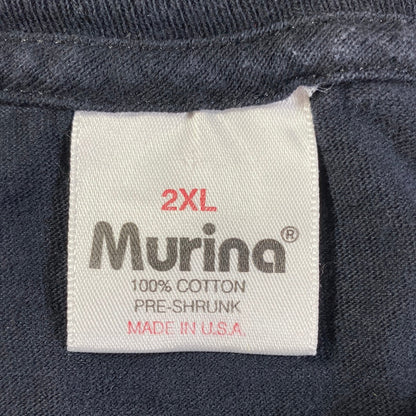 2XL
Murina®
100% COTTON
PRE-SHRUNK
MADE IN U.S.A.